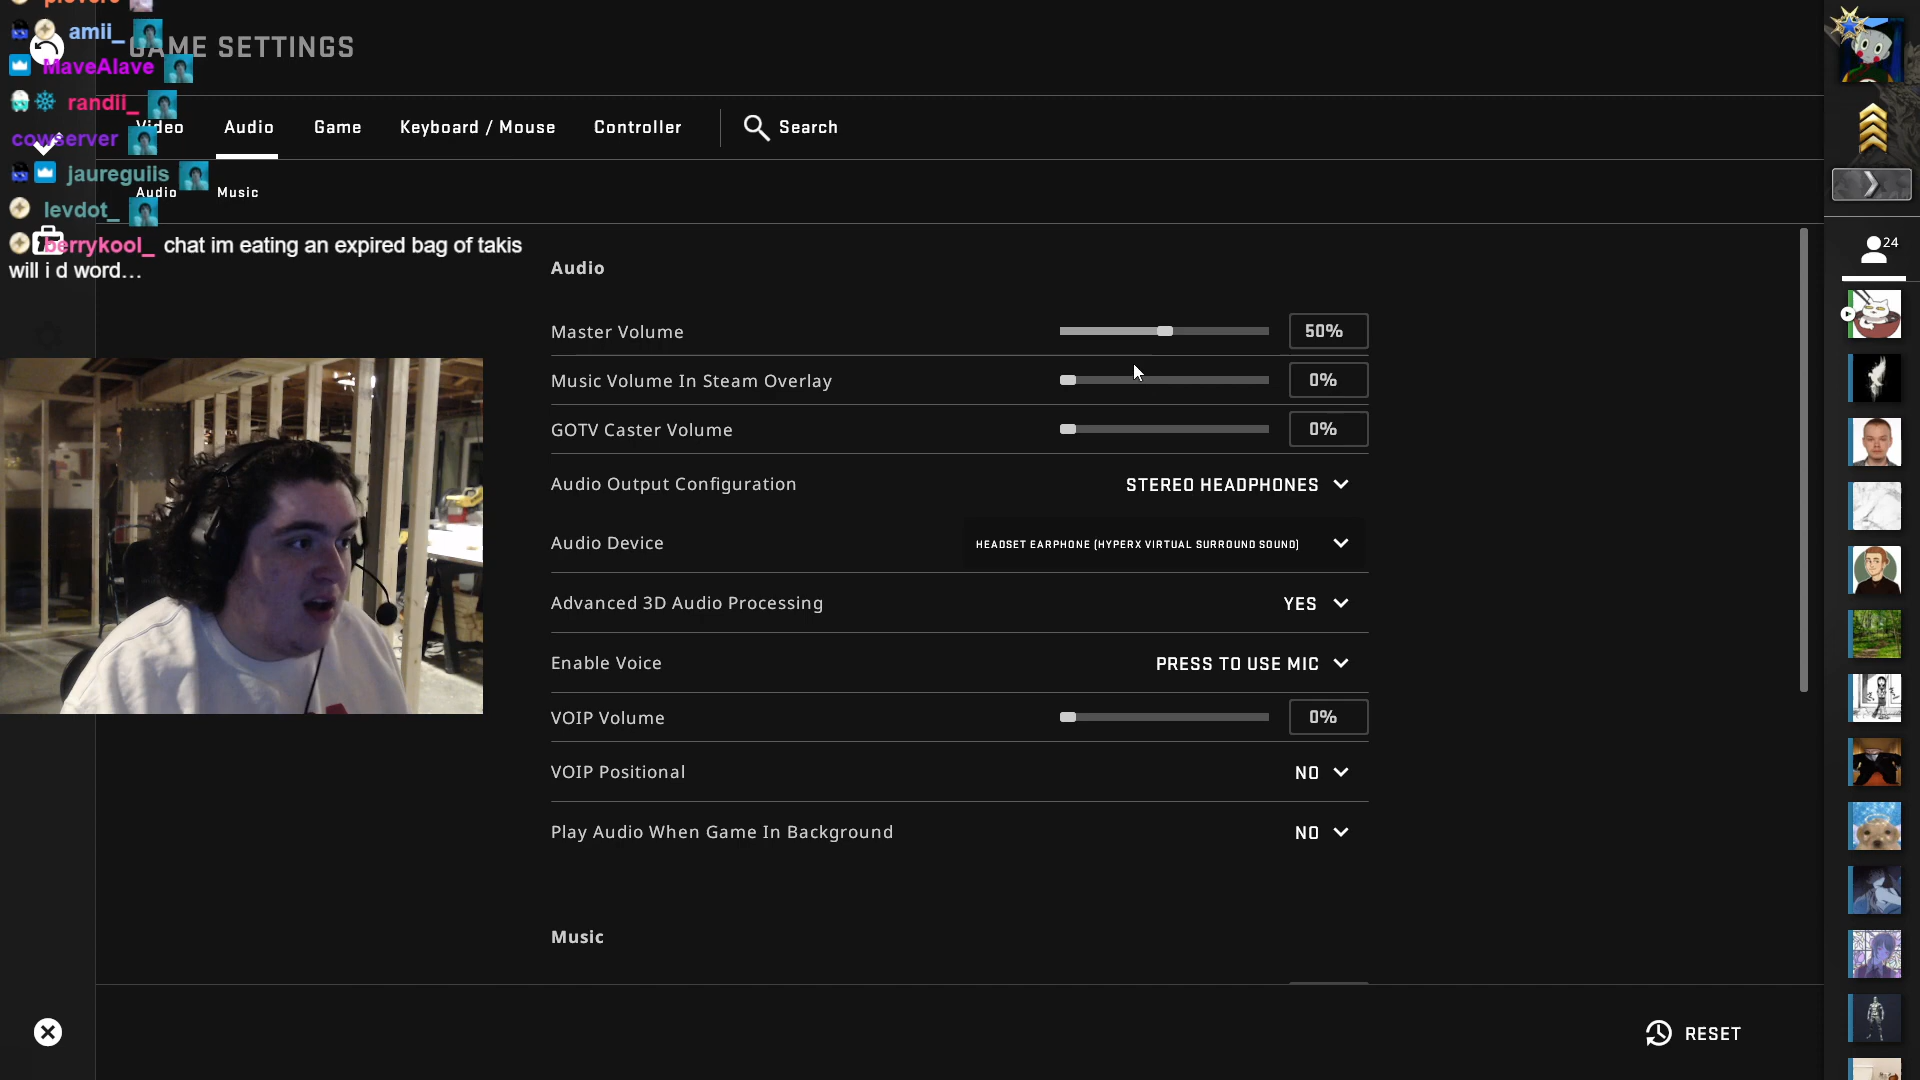 amii_
GAME SETTINGS
MaveAlave
randii_
Video
Audio
Game
Keyboard / Mouse
Controller
Search
cowserver
jaureguiis
Audio
Music
levdot_
berrykool_ chat im eating an expired bag of takis
will i d word...
24
Audio
Master Volume
50%
Music Volume In Steam Overlay
0%
GOTV Caster Volume
0%
Audio Output Configuration
STEREO HEADPHONES
Audio Device
HEADSET EARPHONE (HYPERX VIRTUAL SURROUND SOUND)
Advanced 3D Audio Processing
YES
Enable Voice
PRESS TO USE MIC
VOIP Volume
0%
VOIP Positional
NO
Play Audio When Game In Background
NO
Music
RESET